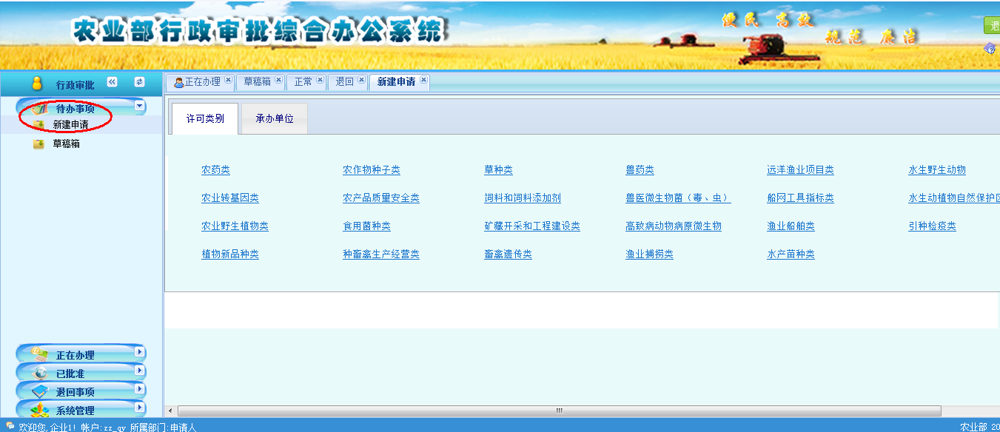 农业部行政审批综合办公系统
便民 高效
规范 廉洁
退
行政审批
正在办理 草稿箱 正常 退回 新建申请
待办事项
新建申请
草稿箱
许可类别 承办单位
农药类 农作物种子类 草种类 兽药类 远洋渔业项目类 水生野生动物
农业转基因类 农产品质量安全类 饲料和饲料添加剂 兽医微生物菌（毒、虫） 船网工具指标类 水生动植物自然保护区
农业野生植物类 食用菌种类 矿藏开采和工程建设类 高致病动物病原微生物 渔业船舶类 引种检疫类
植物新品种类 种畜禽生产经营类 畜禽遗传类 渔业捕捞类 水产苗种类
正在办理
已批准
退回事项
系统管理
欢迎您,企业1! 帐户:zz_qy 所属部门:申请人 农业部 20